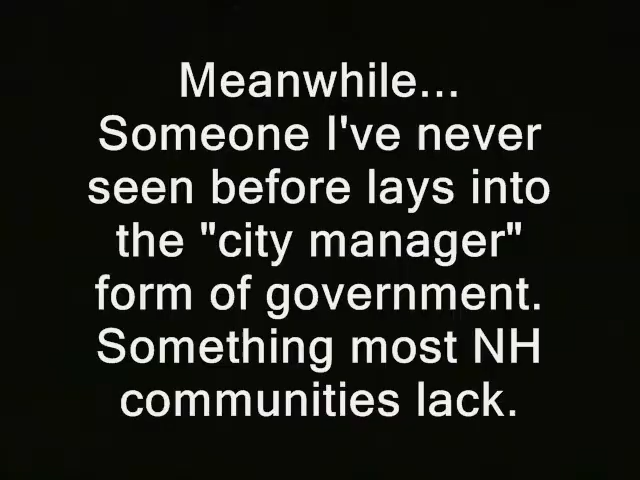 Meanwhile...
Someone I've never
seen before lays into
the "city manager"
form of government.
Something most NH
communities lack.